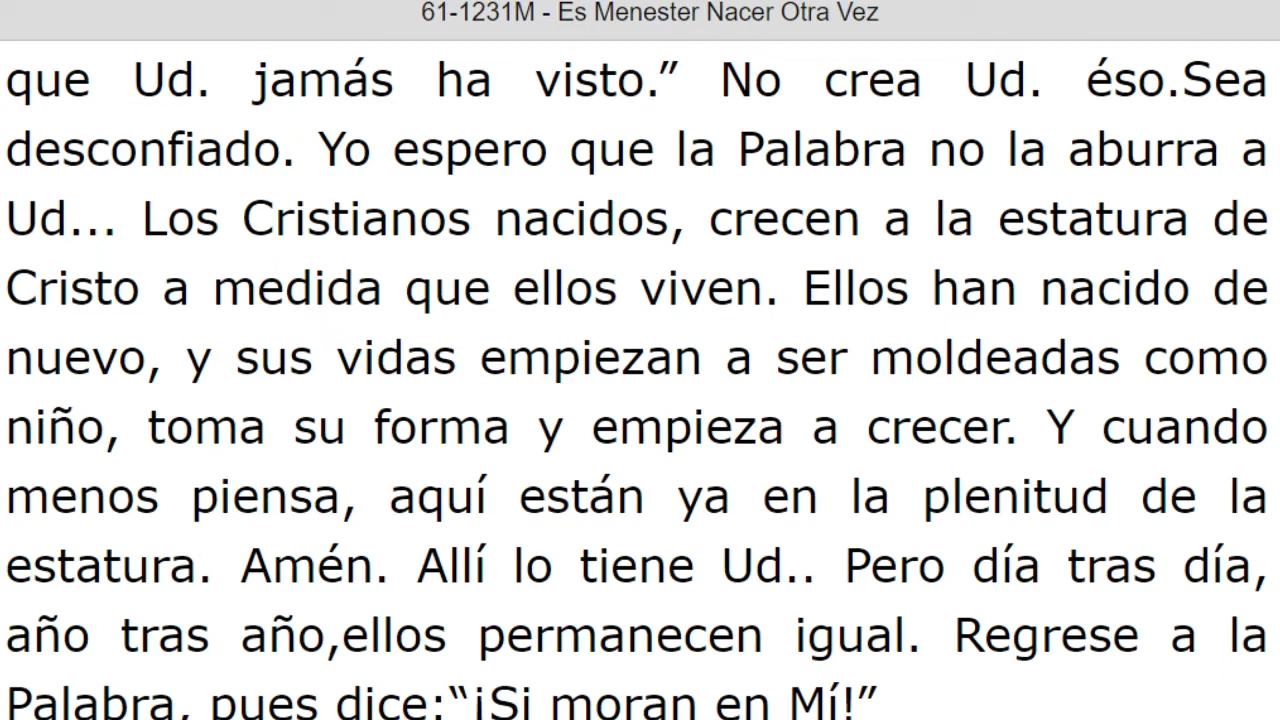 61-1231M - Es Menester Nacer Otra Vez
que Ud. jamás ha visto.” No crea Ud. éso.Sea
desconfiado. Yo espero que la Palabra no la aburra a
Ud... Los Cristianos nacidos, crecen a la estatura de
Cristo a medida que ellos viven. Ellos han nacido de
nuevo, y sus vidas empiezan a ser moldeadas como
niño, toma su forma y empieza a crecer. Y cuando
menos piensa, aquí están ya en la plenitud de la
estatura. Amén. Allí lo tiene Ud.. Pero día tras día,
año tras año,ellos permanecen igual. Regrese a la
Palabra, pues dice:“¡Si moran en Mí!”